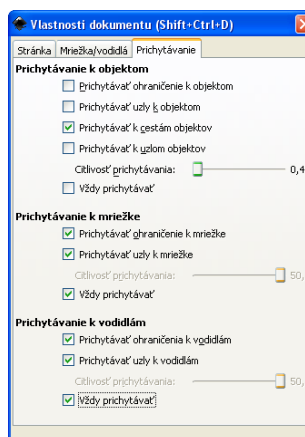 Vlastnosti dokumentu (Shift+Ctrl+D)
Stránka Mriežka/vodidlá Prichytávanie
Prichytávanie k objektom
Prichytávať ohraničenie k objektom
Prichytávať uzly k objektom
Prichytávať k cestám objektov
Prichytávať k uzlom objektov
Citlivosť prichytávania: 0,4
Vždy prichytávať
Prichytávanie k mriežke
Prichytávať ohraničenie k mriežke
Prichytávať uzly k mriežke
Citlivosť prichytávania: 50,
Vždy prichytávať
Prichytávanie k vodidlám
Prichytávať ohraničenia k vodidlám
Prichytávať uzly k vodidlám
Citlivosť prichytávania: 50,
Vždy prichytávať